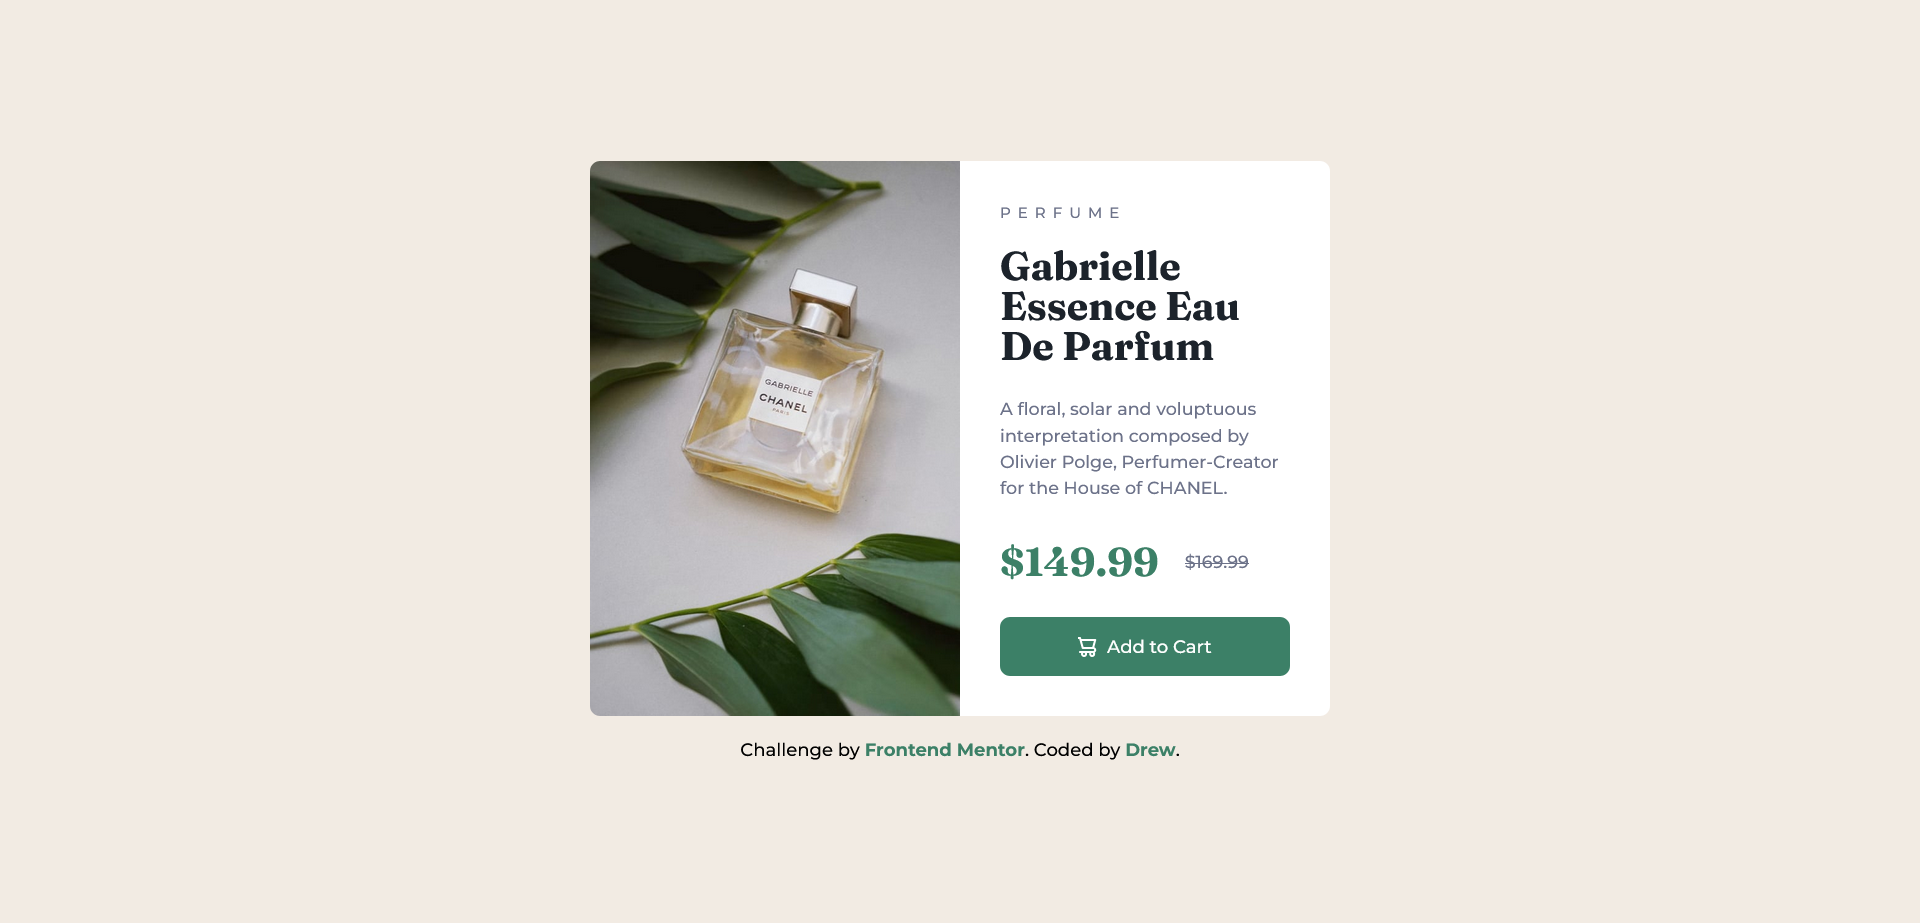 GABRIELLE
CHANEL
PARIS
PERFUME
Gabrielle
Essence Eau
De Parfum
A floral, solar and voluptuous
interpretation composed by
Olivier Polge, Perfumer-Creator
for the House of CHANEL.
$149.99 $169.99
Add to Cart
Challenge by Frontend Mentor. Coded by Drew.